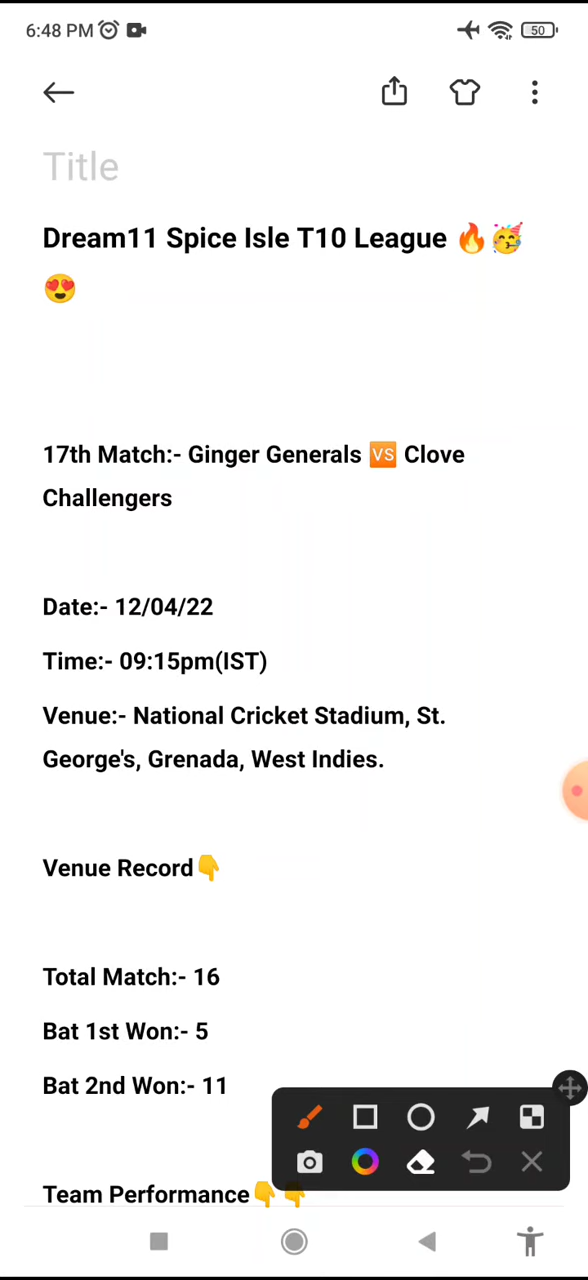 6:48 PM
50
Title
Dream11 Spice Isle T10 League 🔥🥳
😍
17th Match:- Ginger Generals 🆚 Clove
Challengers
Date:- 12/04/22
Time:- 09:15pm(IST)
Venue:- National Cricket Stadium, St.
George's, Grenada, West Indies.
Venue Record👇
Total Match:- 16
Bat 1st Won:- 5
Bat 2nd Won:- 11
Team Performance👇👇